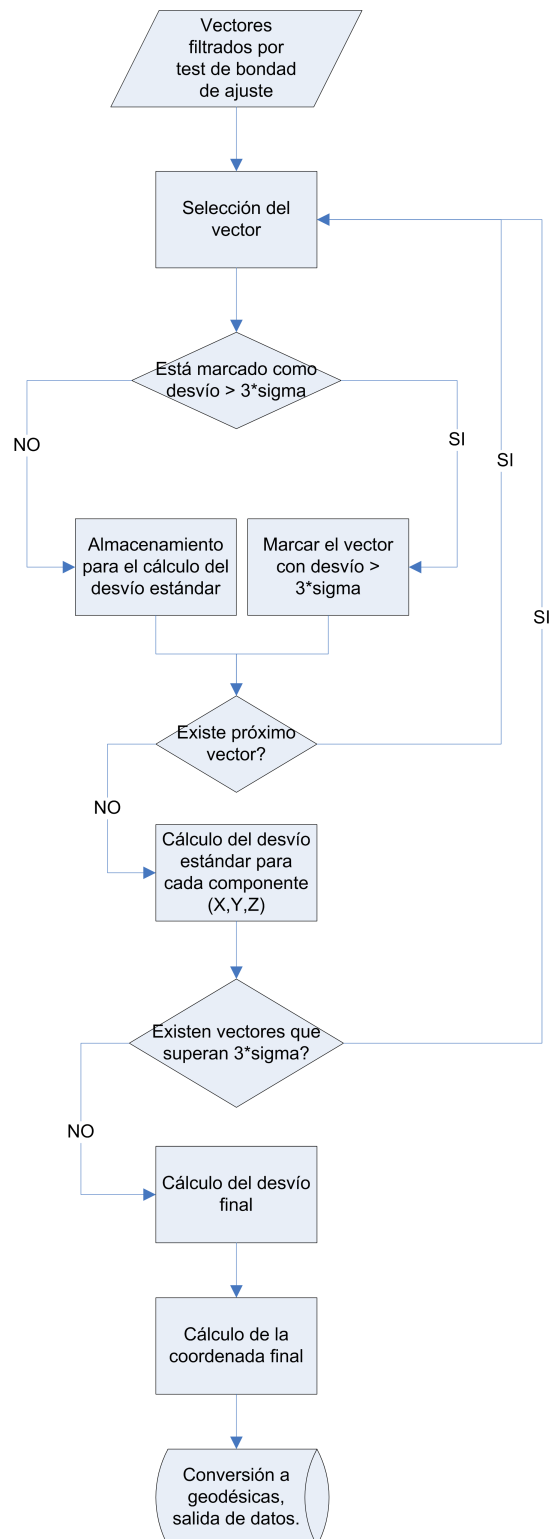 Vectores
filtrados por
test de bondad
de ajuste
Selección del
vector
Está marcado como
desvío > 3*sigma
NO
SI
SI
Almacenamiento
para el cálculo del
desvío estándar
Marcar el vector
con desvío >
3*sigma
SI
Existe próximo
vector?
NO
Cálculo del desvío
estándar para
cada componente
(X,Y,Z)
Existen vectores que
superan 3*sigma?
NO
Cálculo del desvío
final
Cálculo de la
coordenada final
Conversión a
geodésicas,
salida de datos.